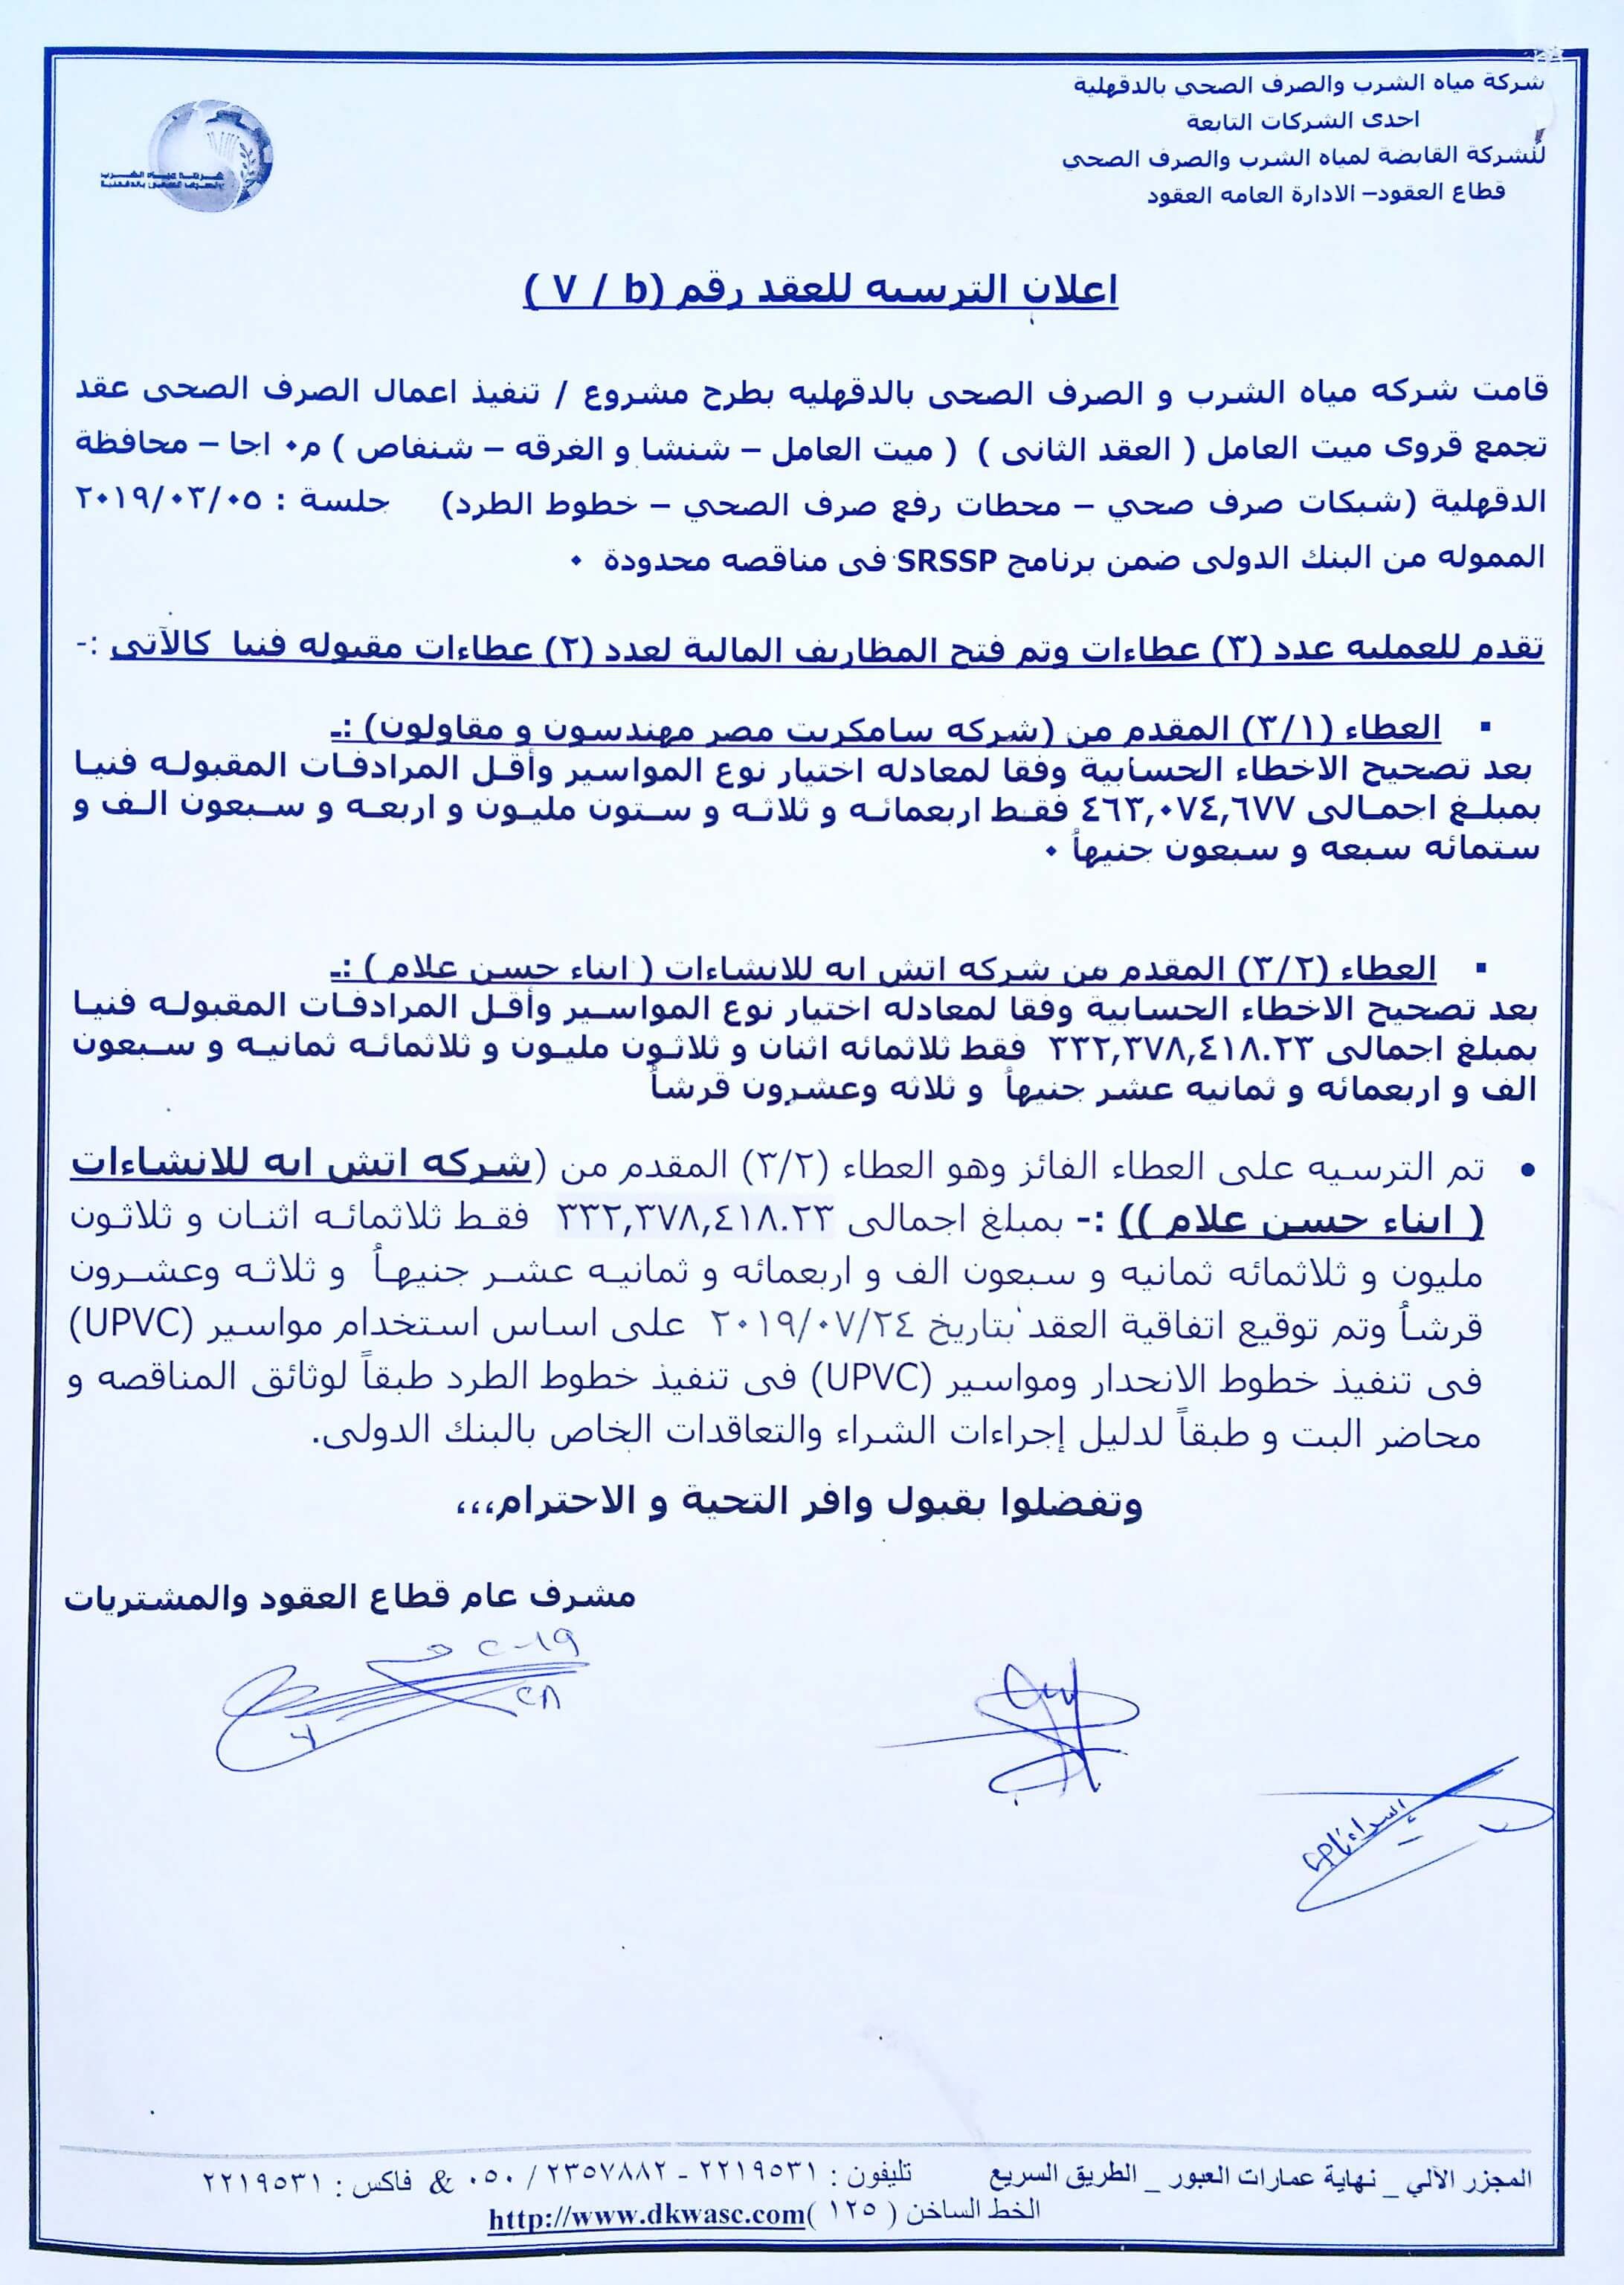 شركة مياه الشرب والصرف الصحي بالدقهلية
احدى الشركات التابعة
للشركة القابضة لمياه الشرب والصرف الصحي
قطاع العقود– الادارة العامه العقود
شركة مياه الشرب
والصرف الصحى بالدقهلية
اعلان الترسيه للعقد رقم (٧ / b )
قامت شركه مياه الشرب و الصرف الصحى بالدقهليه بطرح مشروع / تنفيذ اعمال الصرف الصحى عقد
تجمع قروى ميت العامل ( العقد الثانى ) ( ميت العامل – شنشا و الغرقه – شنفاص ) م٠ اجا – محافظة
الدقهلية (شبكات صرف صحي – محطات رفع صرف الصحي – خطوط الطرد) جلسة : ٢٠١٩/٠٣/٠٥
المموله من البنك الدولى ضمن برنامج SRSSP فى مناقصه محدودة ٠
تقدم للعمليه عدد (٣) عطاءات وتم فتح المظاريف المالية لعدد (٢) عطاءات مقبوله فنيا كالآتى :-
▪ العطاء (٣/١) المقدم من (شركه سامكريت مصر مهندسون و مقاولون) :ـ
بعد تصحيح الاخطاء الحسابية وفقا لمعادله اختيار نوع المواسير وأقل المرادفات المقبوله فنيا
بمبلغ اجمالى ٤٦٣,٠٧٤,٦٧٧ فقط اربعمائه و ثلاثه و ستون مليون و اربعه و سبعون الف و
ستمائه سبعه و سبعون جنيهاً ٠
▪ العطاء (٣/٢) المقدم من شركه اتش ايه للانشاءات ( ابناء حسن علام ) :ـ
بعد تصحيح الاخطاء الحسابية وفقا لمعادله اختيار نوع المواسير وأقل المرادفات المقبوله فنيا
بمبلغ اجمالى ٣٣٢,٣٧٨,٤١٨.٢٣ فقط ثلاثمائه اثنان و ثلاثون مليون و ثلاثمائه ثمانيه و سبعون
الف و اربعمائه و ثمانيه عشر جنيهاً و ثلاثه وعشرون قرشاً
• تم الترسيه على العطاء الفائز وهو العطاء (٣/٢) المقدم من (شركه اتش ايه للانشاءات
( ابناء حسن علام )) :- بمبلغ اجمالى ٣٣٢,٣٧٨,٤١٨.٢٣ فقط ثلاثمائه اثنان و ثلاثون
مليون و ثلاثمائه ثمانيه و سبعون الف و اربعمائه و ثمانيه عشر جنيهاً و ثلاثه وعشرون
قرشاً وتم توقيع اتفاقية العقد بتاريخ ٢٠١٩/٠٧/٢٤ على اساس استخدام مواسير (UPVC)
فى تنفيذ خطوط الانحدار ومواسير (UPVC) فى تنفيذ خطوط الطرد طبقاً لوثائق المناقصه و
محاضر البت و طبقاً لدليل إجراءات الشراء والتعاقدات الخاص بالبنك الدولى.
وتفضلوا بقبول وافر التحية و الاحترام،،،
مشرف عام قطاع العقود والمشتريات
٢٠١٩
٢٨
٧
إسراء
المجزر الآلي _ نهاية عمارات العبور _ الطريق السريع تليفون : ٢٢١٩٥٣١ - ٢٣٥٧٨٨٢ / ٠٥٠ & فاكس : ٢٢١٩٥٣١
الخط الساخن ( ١٢٥ )http://www.dkwasc.com